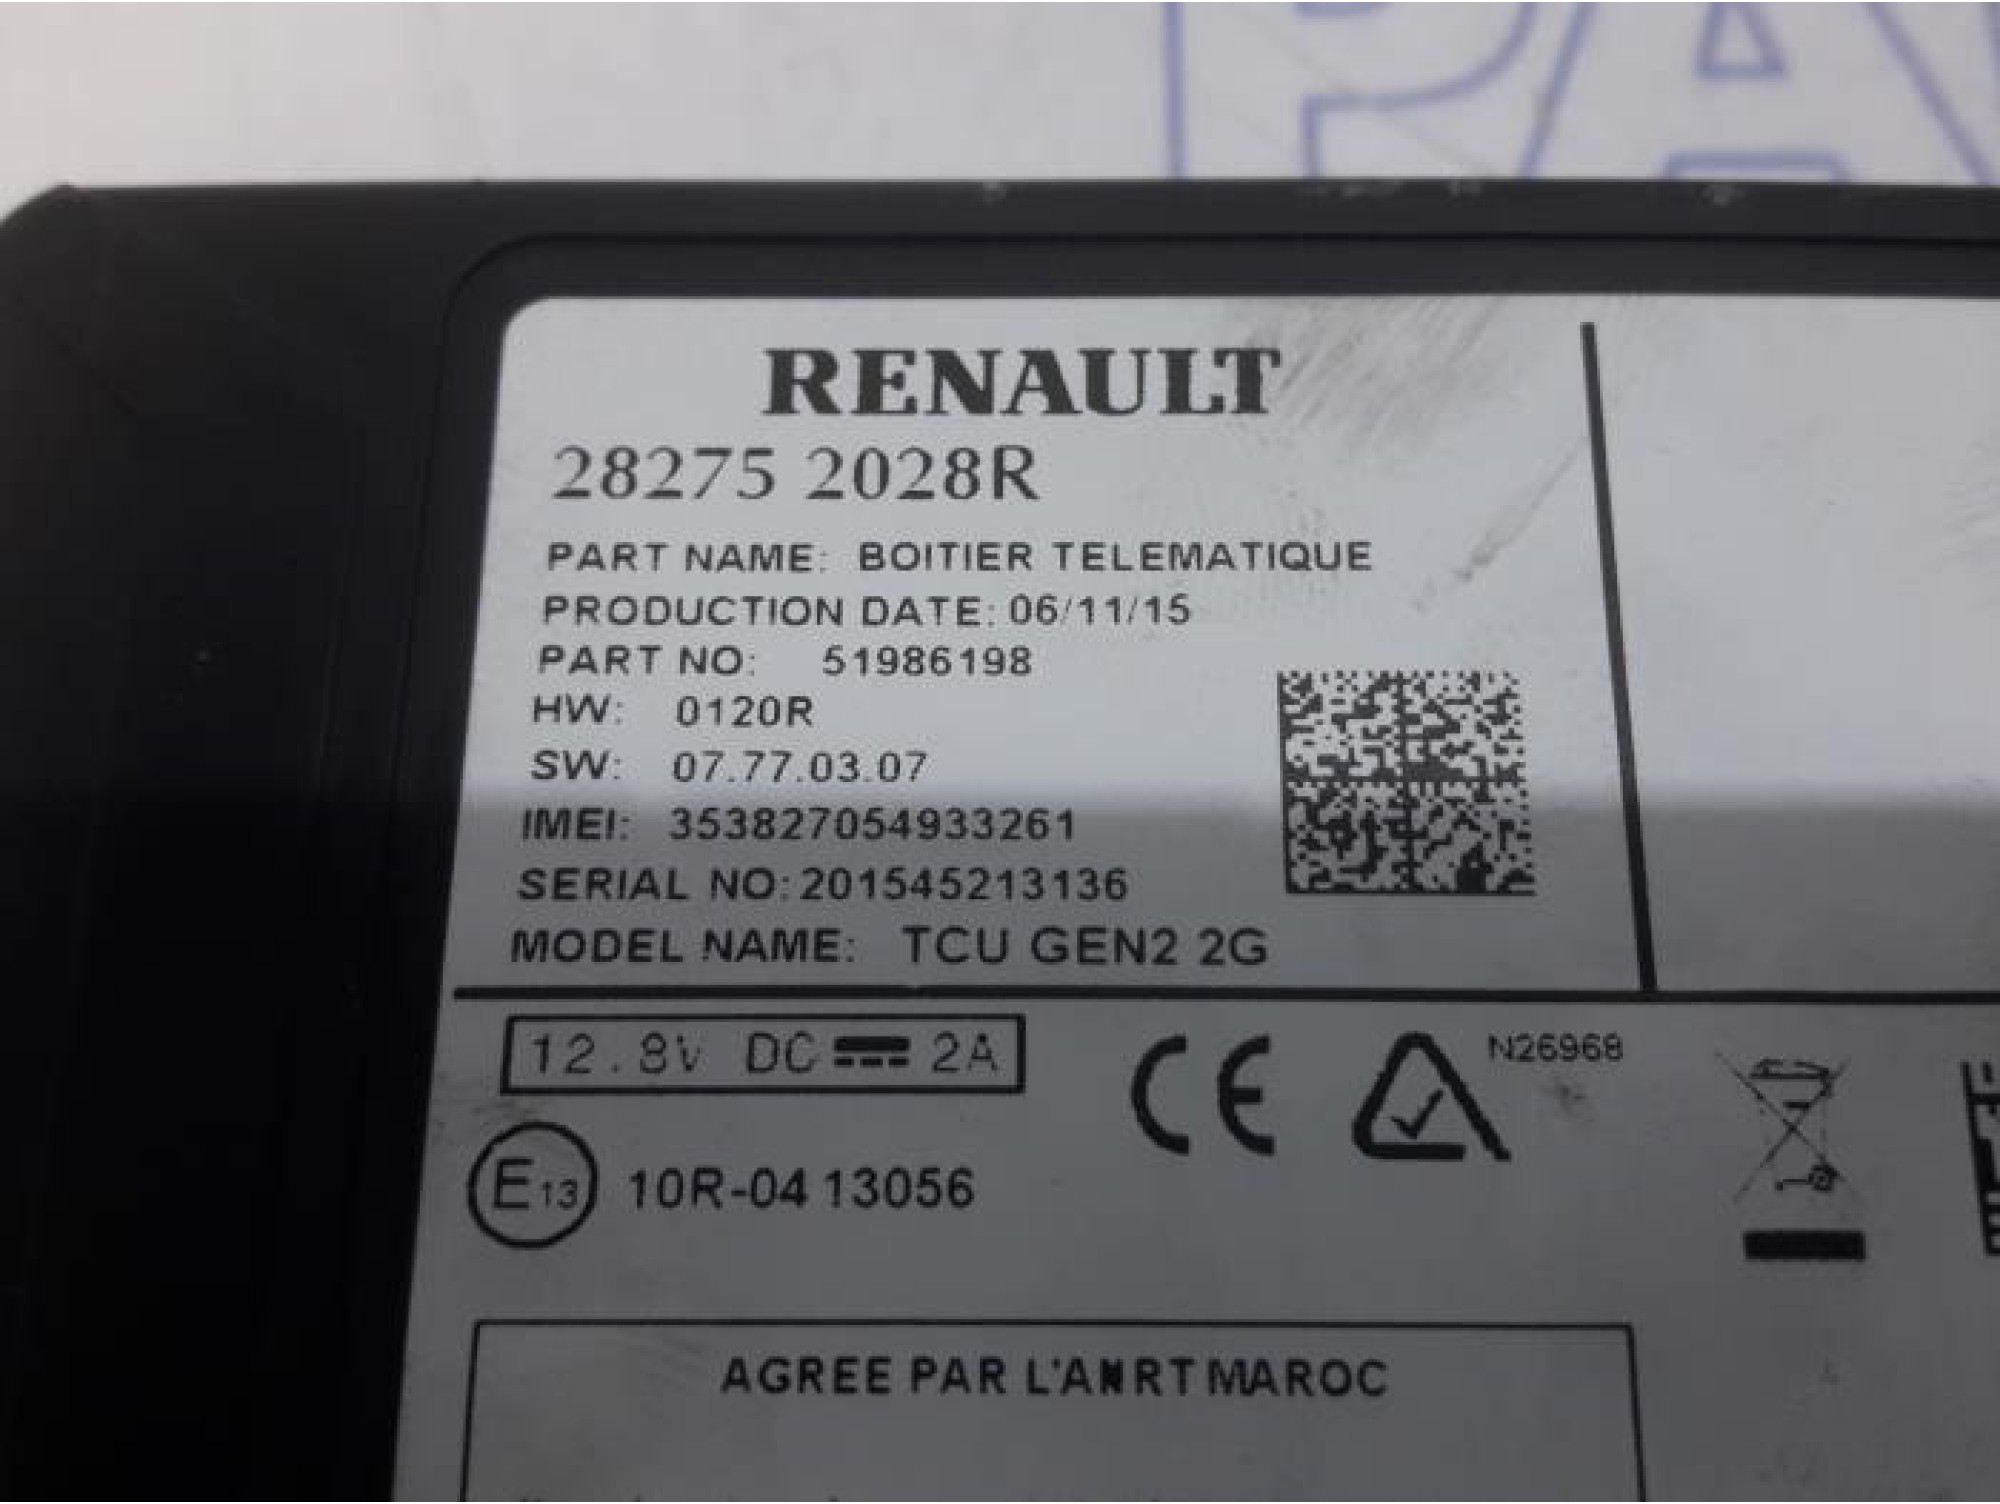 PA
RENAULT
28275 2028R
PART NAME: BOITIER TELEMATIQUE
PRODUCTION DATE: 06/11/15
PART NO: 51986198
HW: 0120R
SW: 07.77.03.07
IMEI: 353827054933261
SERIAL NO:201545213136
MODEL NAME: TCU GEN2 2G
12.8V DC 2A
CE
N26968
E13 10R-04 13056
AGREE PAR L'ANRT MAROC